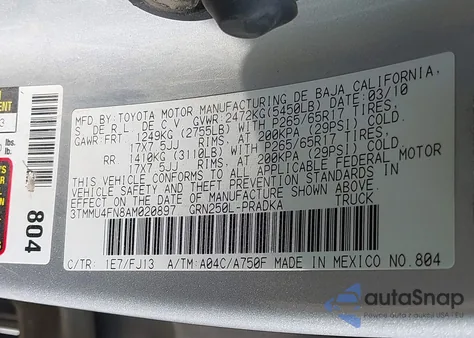 MFD. BY: TOYOTA MOTOR MANUFACTURING DE BAJA CALIFORNIA,
S. DE R.L. DE C.V. GVWR 2472KG(5450LB) DATE: 03/10
GAWR FRT 1249KG (2755LB) WITH P265/65R17 TIRES,
17X7.5JJ RIMS, AT 200KPA (29PSI) COLD.
RR 1410KG (3110LB) WITH P265/65R17 TIRES,
17X7.5JJ RIMS, AT 200KPA (29PSI) COLD.
THIS VEHICLE CONFORMS TO ALL APPLICABLE FEDERAL MOTOR
VEHICLE SAFETY STANDARDS IN EFFECT ON THE
DATE OF MANUFACTURE SHOWN ABOVE.
3TMMU4FN8AM020897 GRN250L-PRADKA TRUCK
C/TR: 1E7/FJ13 A/TM: A04C/A750F MADE IN MEXICO NO.804
804
lbs.
lb.
autoSnap